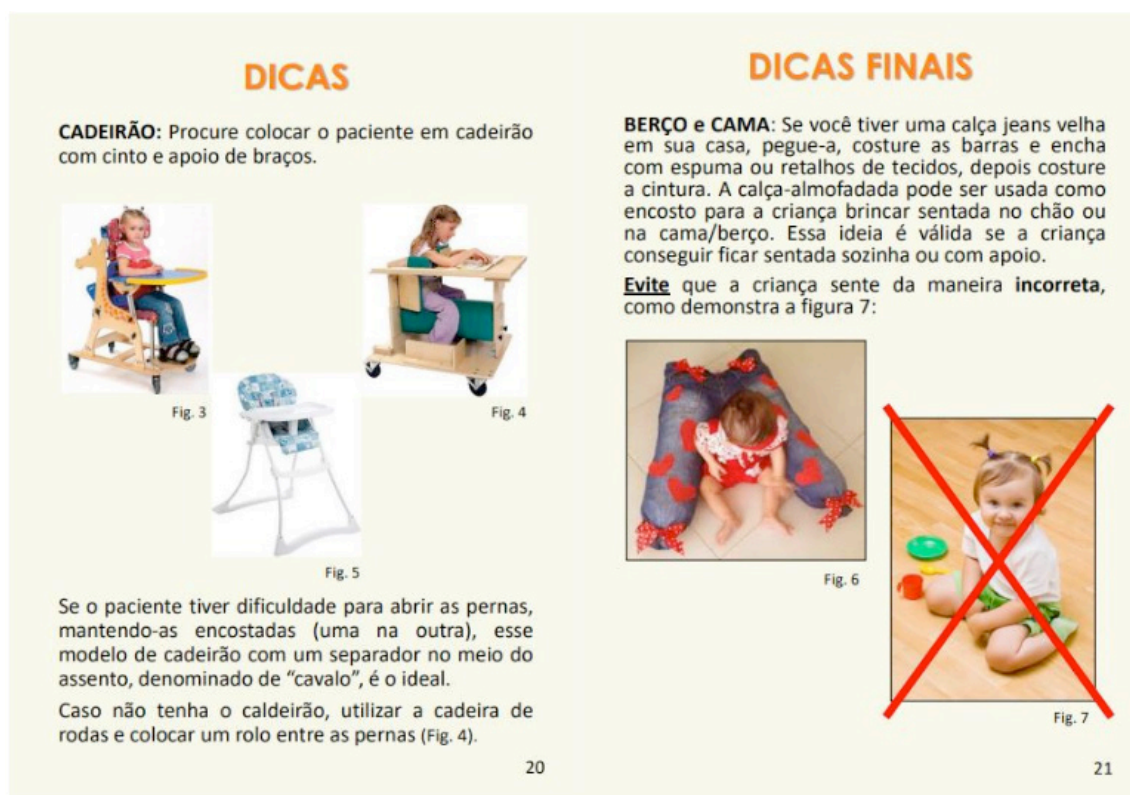 DICAS
CADEIRÃO: Procure colocar o paciente em cadeirão
com cinto e apoio de braços.
Fig. 3
Fig. 4
Fig. 5
Se o paciente tiver dificuldade para abrir as pernas,
mantendo-as encostadas (uma na outra), esse
modelo de cadeirão com um separador no meio do
assento, denominado de “cavalo”, é o ideal.
Caso não tenha o caldeirão, utilizar a cadeira de
rodas e colocar um rolo entre as pernas (Fig. 4).
20
DICAS FINAIS
BERÇO e CAMA: Se você tiver uma calça jeans velha
em sua casa, pegue-a, costure as barras e encha
com espuma ou retalhos de tecidos, depois costure
a cintura. A calça-almofadada pode ser usada como
encosto para a criança brincar sentada no chão ou
na cama/berço. Essa ideia é válida se a criança
conseguir ficar sentada sozinha ou com apoio.
Evite que a criança sente da maneira incorreta,
como demonstra a figura 7:
Fig. 6
Fig. 7
21